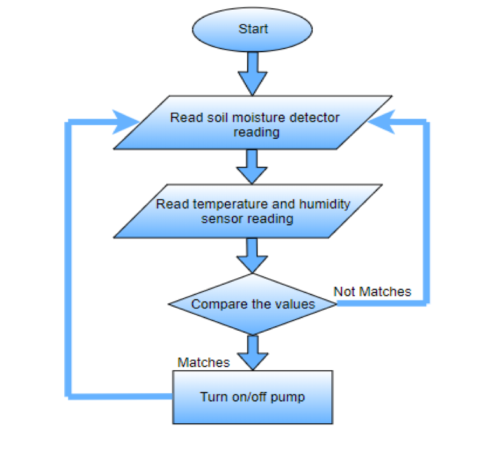 Start
Read soil moisture detector
reading
Read temperature and humidity
sensor reading
Compare the values
Not Matches
Matches
Turn on/off pump